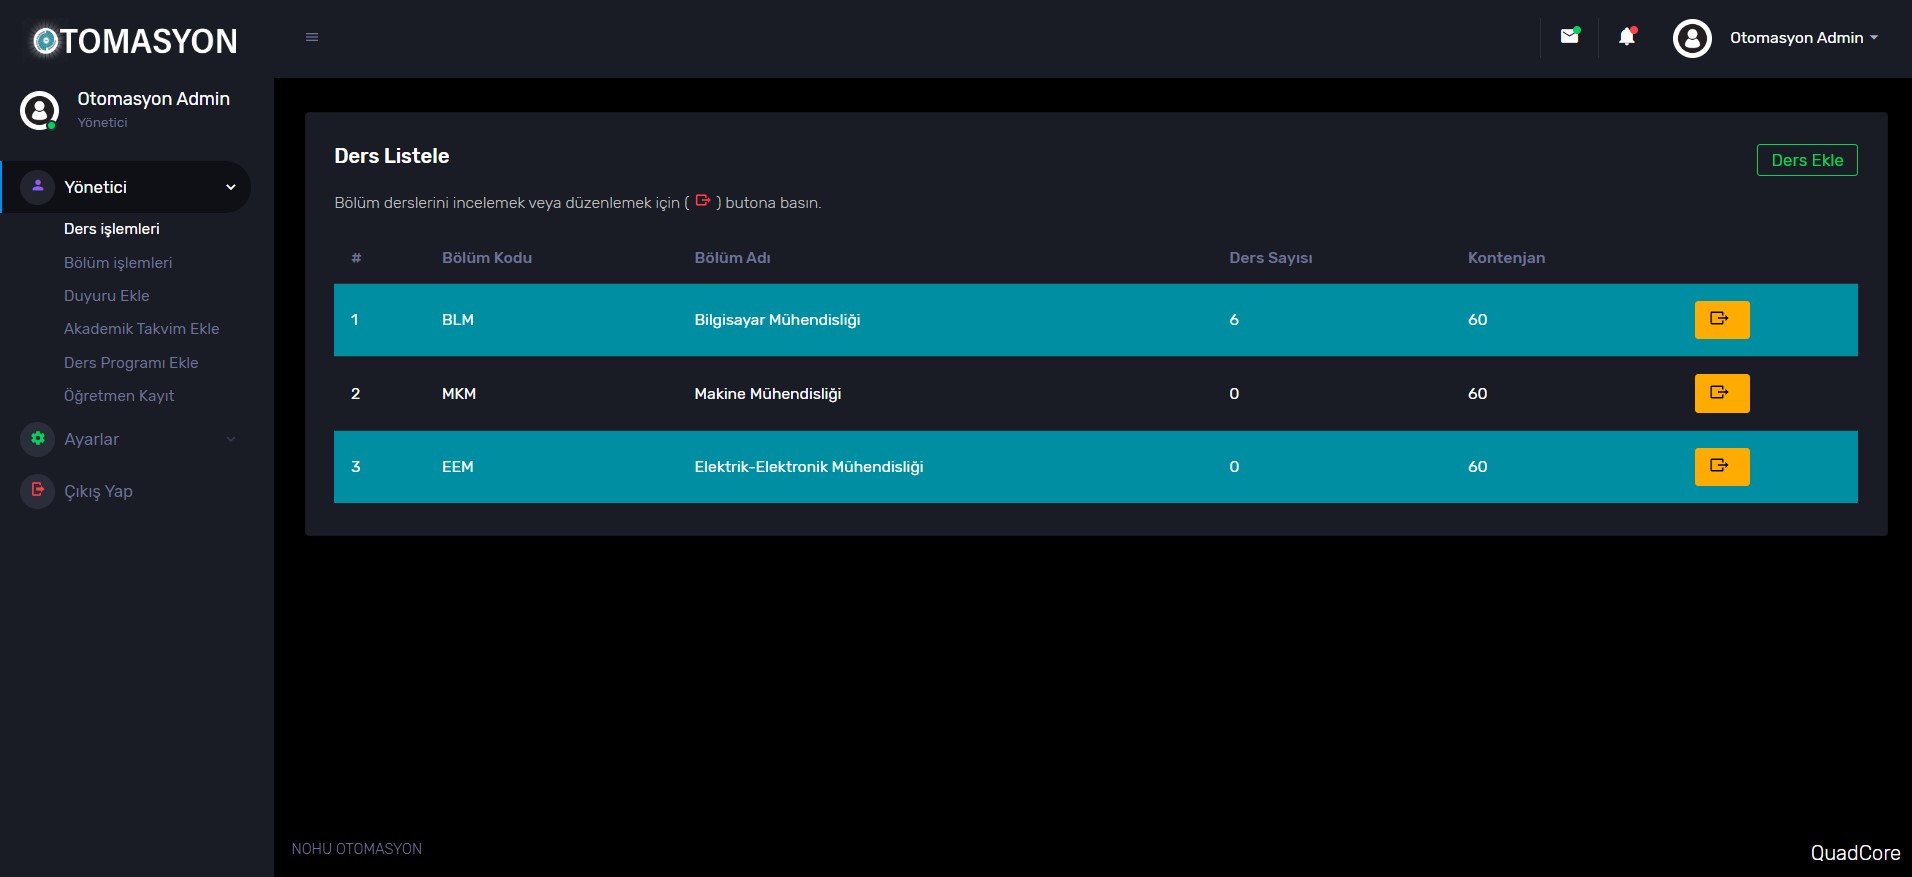 OTOMASYON
Otomasyon Admin
Otomasyon Admin
Yönetici
Yönetici
Ders işlemleri
Bölüm işlemleri
Duyuru Ekle
Akademik Takvim Ekle
Ders Programı Ekle
Öğretmen Kayıt
Ayarlar
Çıkış Yap
Ders Listele
Ders Ekle
Bölüm derslerini incelemek veya düzenlemek için ( ) butona basın.
# Bölüm Kodu Bölüm Adı Ders Sayısı Kontenjan
1 BLM Bilgisayar Mühendisliği 6 60
2 MKM Makine Mühendisliği 0 60
3 EEM Elektrik-Elektronik Mühendisliği 0 60
NOHU OTOMASYON
QuadCore